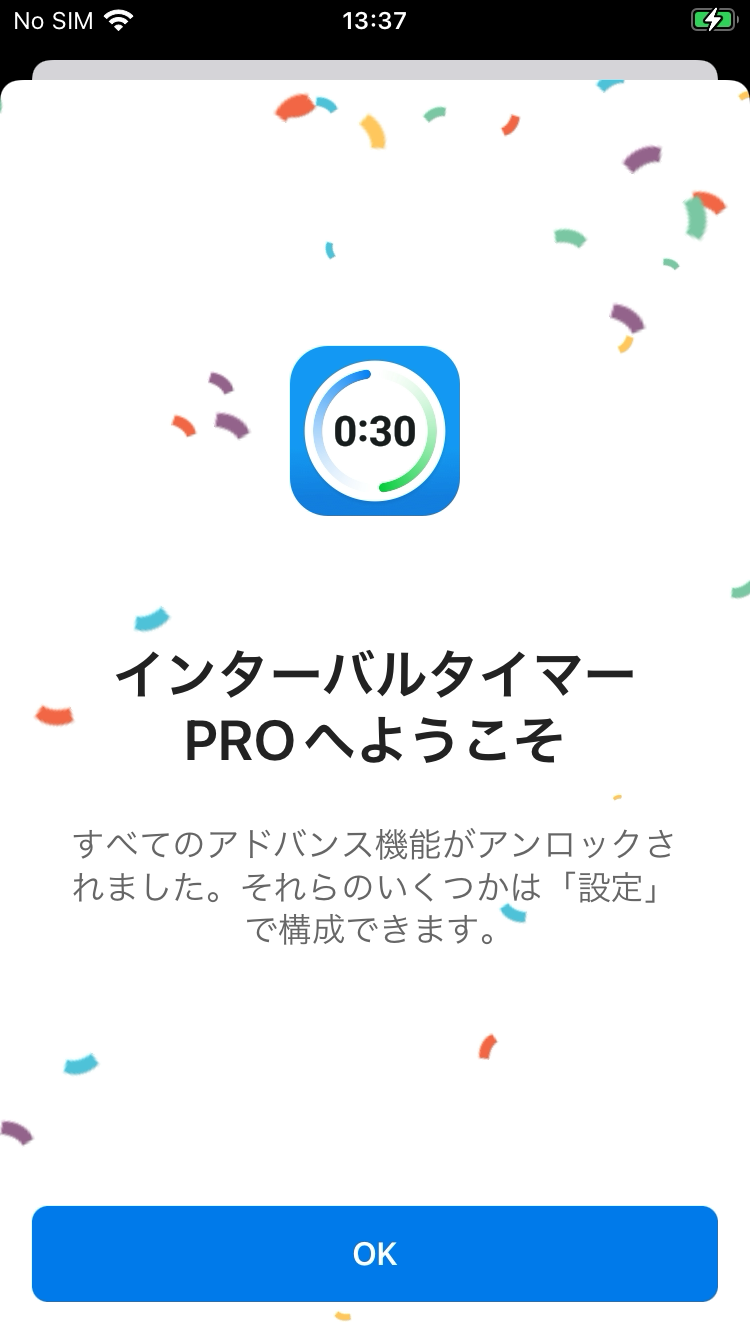 No SIM 13:37
0:30
インターバルタイマー
PROへようこそ
すべてのアドバンス機能がアンロックさ
れました。それらのいくつかは「設定」
で構成できます。
OK